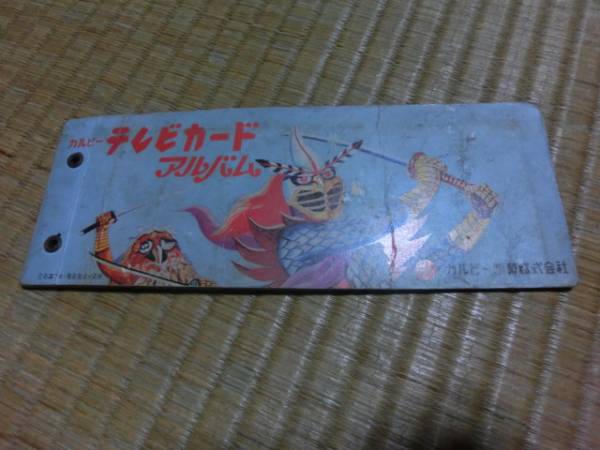 カルビー テレビカード
アルバム
カルビー製菓株式会社